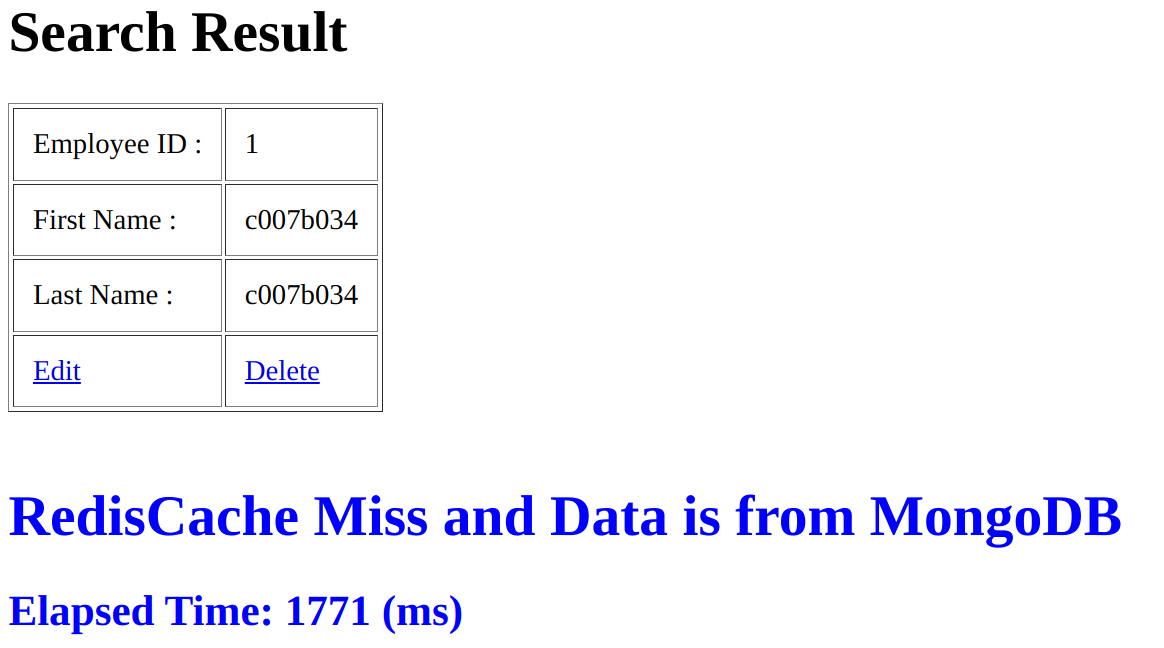 Search Result
Employee ID : 1
First Name : c007b034
Last Name : c007b034
Edit Delete
RedisCache Miss and Data is from MongoDB
Elapsed Time: 1771 (ms)